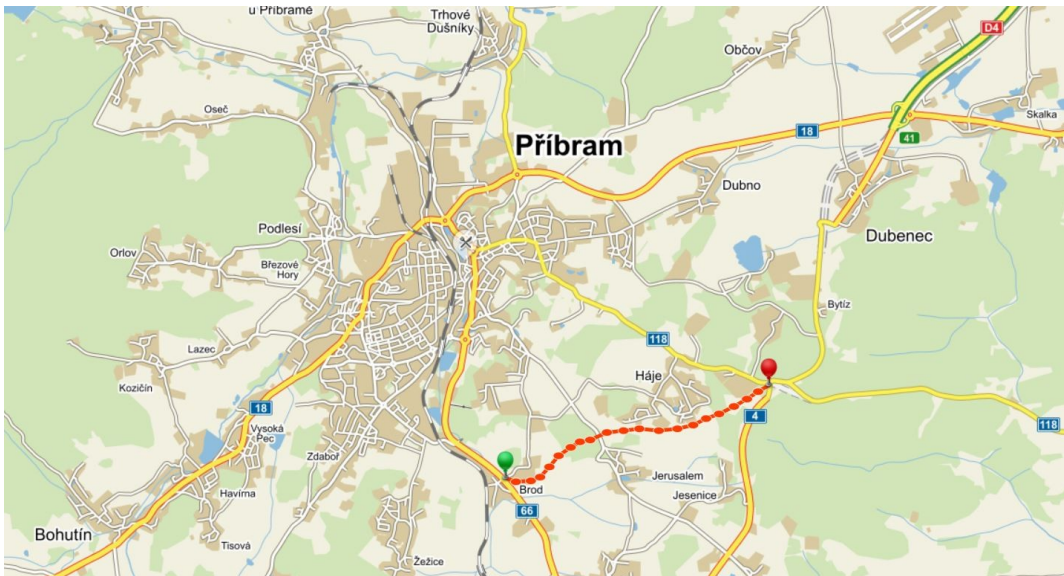 u Příbramě
Trhové
Dušníky
D4
Občov
Oseč
Skalka
18
41
Příbram
Dubno
Podlesí
Dubenec
Orlov
Březové
Hory
Bytíz
118
Lazec
Háje
Kozičín
18
4
118
Vysoká
Pec
Zdaboř
Jerusalem
Brod
Havírna
Jesenice
66
Bohutín
Tisová
Žežice